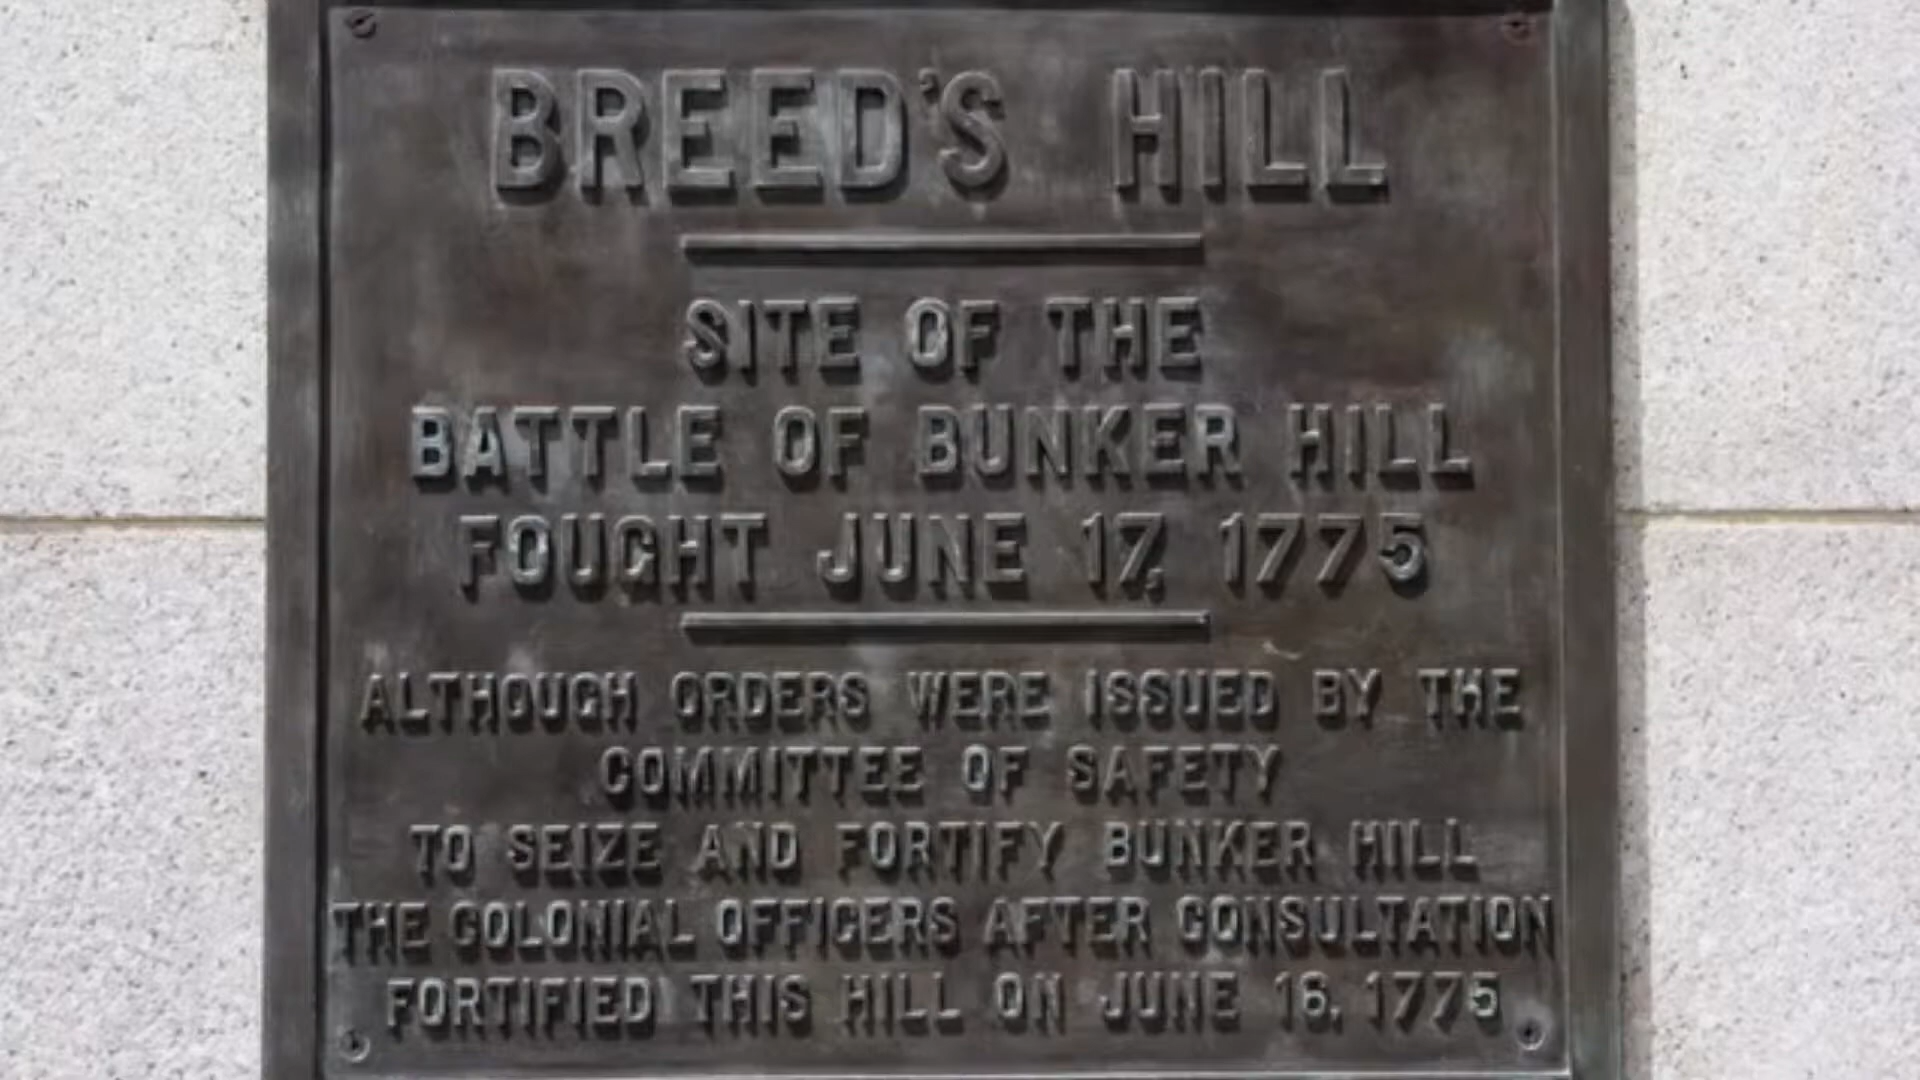 BREED'S HILL
SITE OF THE
BATTLE OF BUNKER HILL
FOUGHT JUNE 17, 1775
ALTHOUGH ORDERS WERE ISSUED BY THE
COMMITTEE OF SAFETY
TO SEIZE AND FORTIFY BUNKER HILL
THE COLONIAL OFFICERS AFTER CONSULTATION
FORTIFIED THIS HILL ON JUNE 16, 1775